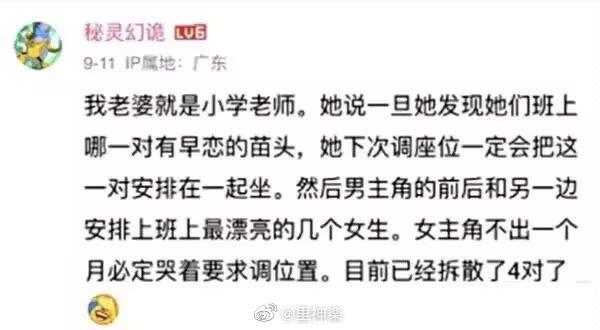 秘灵幻诡 LV6
9-11 IP属地：广东
我老婆就是小学老师。她说一旦她发现她们班上
哪一对有早恋的苗头，她下次调座位一定会把这
一对安排在一起坐。然后男主角的前后和另一边
安排上班上最漂亮的几个女生。女主角不出一个
月必定哭着要求调位置。目前已经拆散了4对了
@里神杂